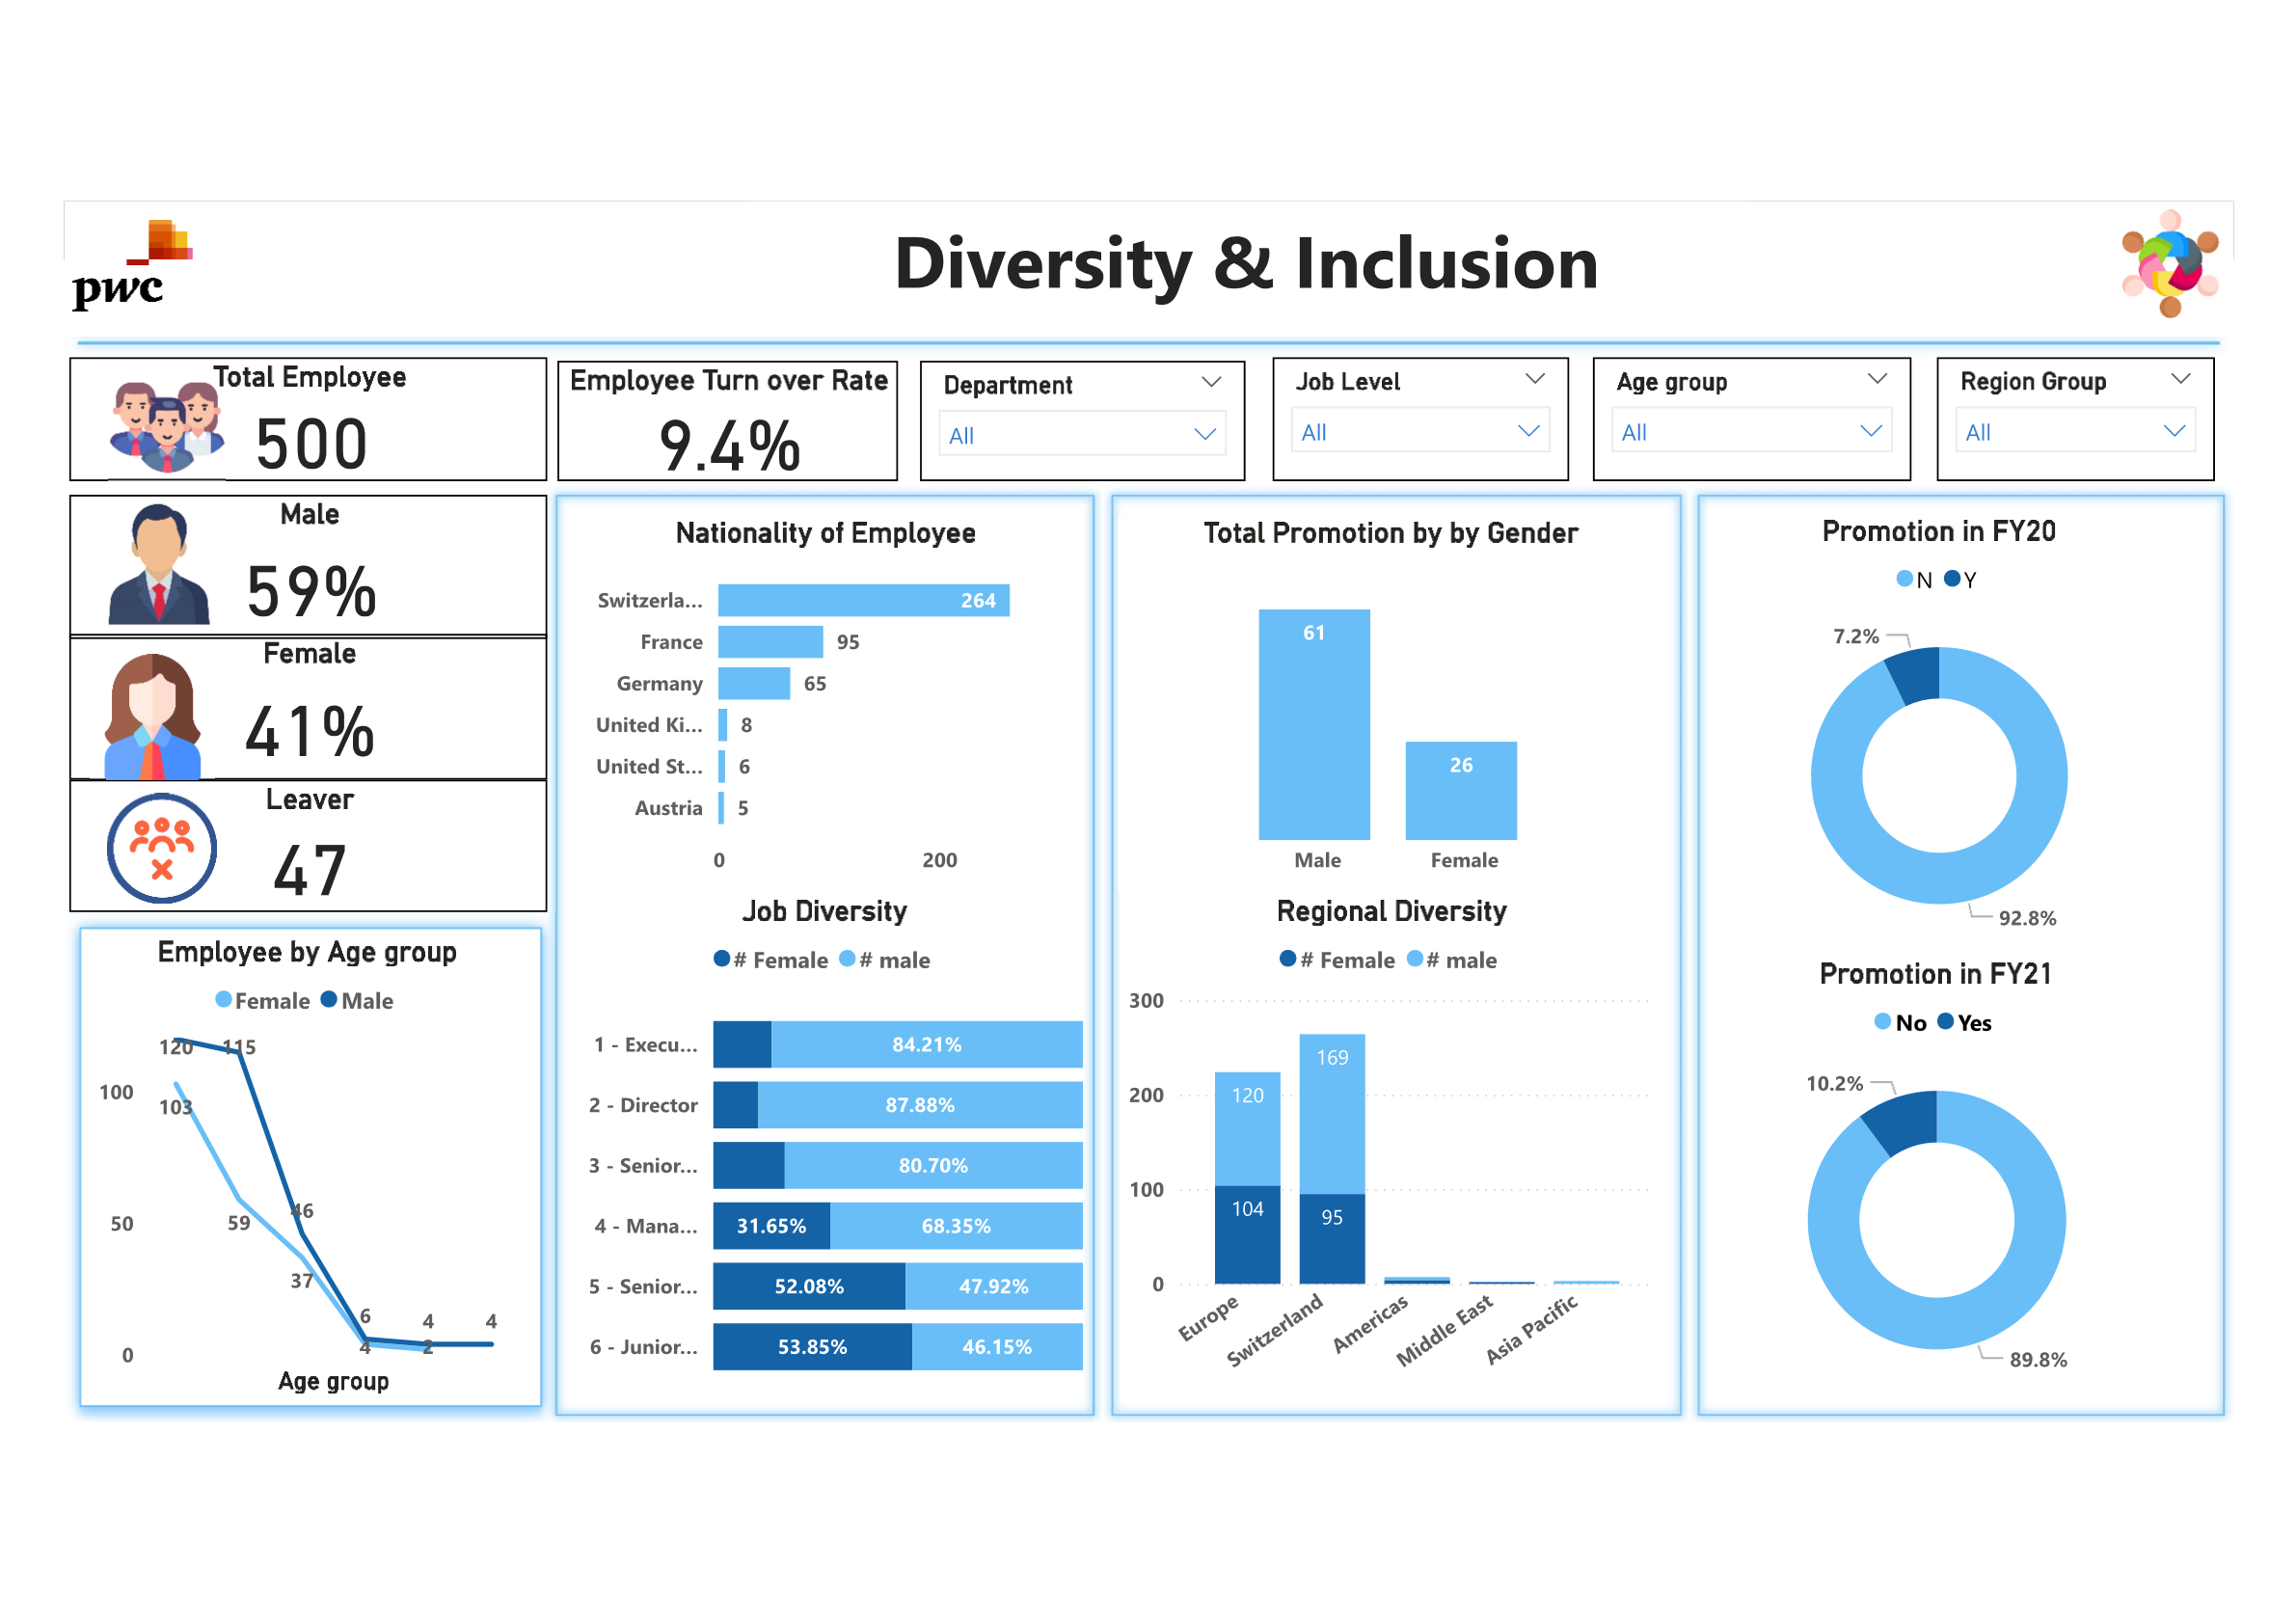 pwc
Diversity & Inclusion
Total Employee
500
Employee Turn over Rate
9.4%
Department
All
Job Level
All
Age group
All
Region Group
All
Male
59%
Female
41%
Leaver
47
Employee by Age group
Female Male
120 115
100
103
46
50
59
37
6
4 4
4 2
0
Age group
Nationality of Employee
Switzerla... 264
France 95
Germany 65
United Ki... 8
United St... 6
Austria 5
0 200
Job Diversity
# Female # male
1 - Execu... 84.21%
2 - Director 87.88%
3 - Senior... 80.70%
4 - Mana... 31.65% 68.35%
5 - Senior... 52.08% 47.92%
6 - Junior... 53.85% 46.15%
Total Promotion by by Gender
61
26
Male Female
Regional Diversity
# Female # male
300
169
200 120
100
104 95
0
Europe Switzerland Americas Middle East Asia Pacific
Promotion in FY20
N Y
7.2%
92.8%
Promotion in FY21
No Yes
10.2%
89.8%